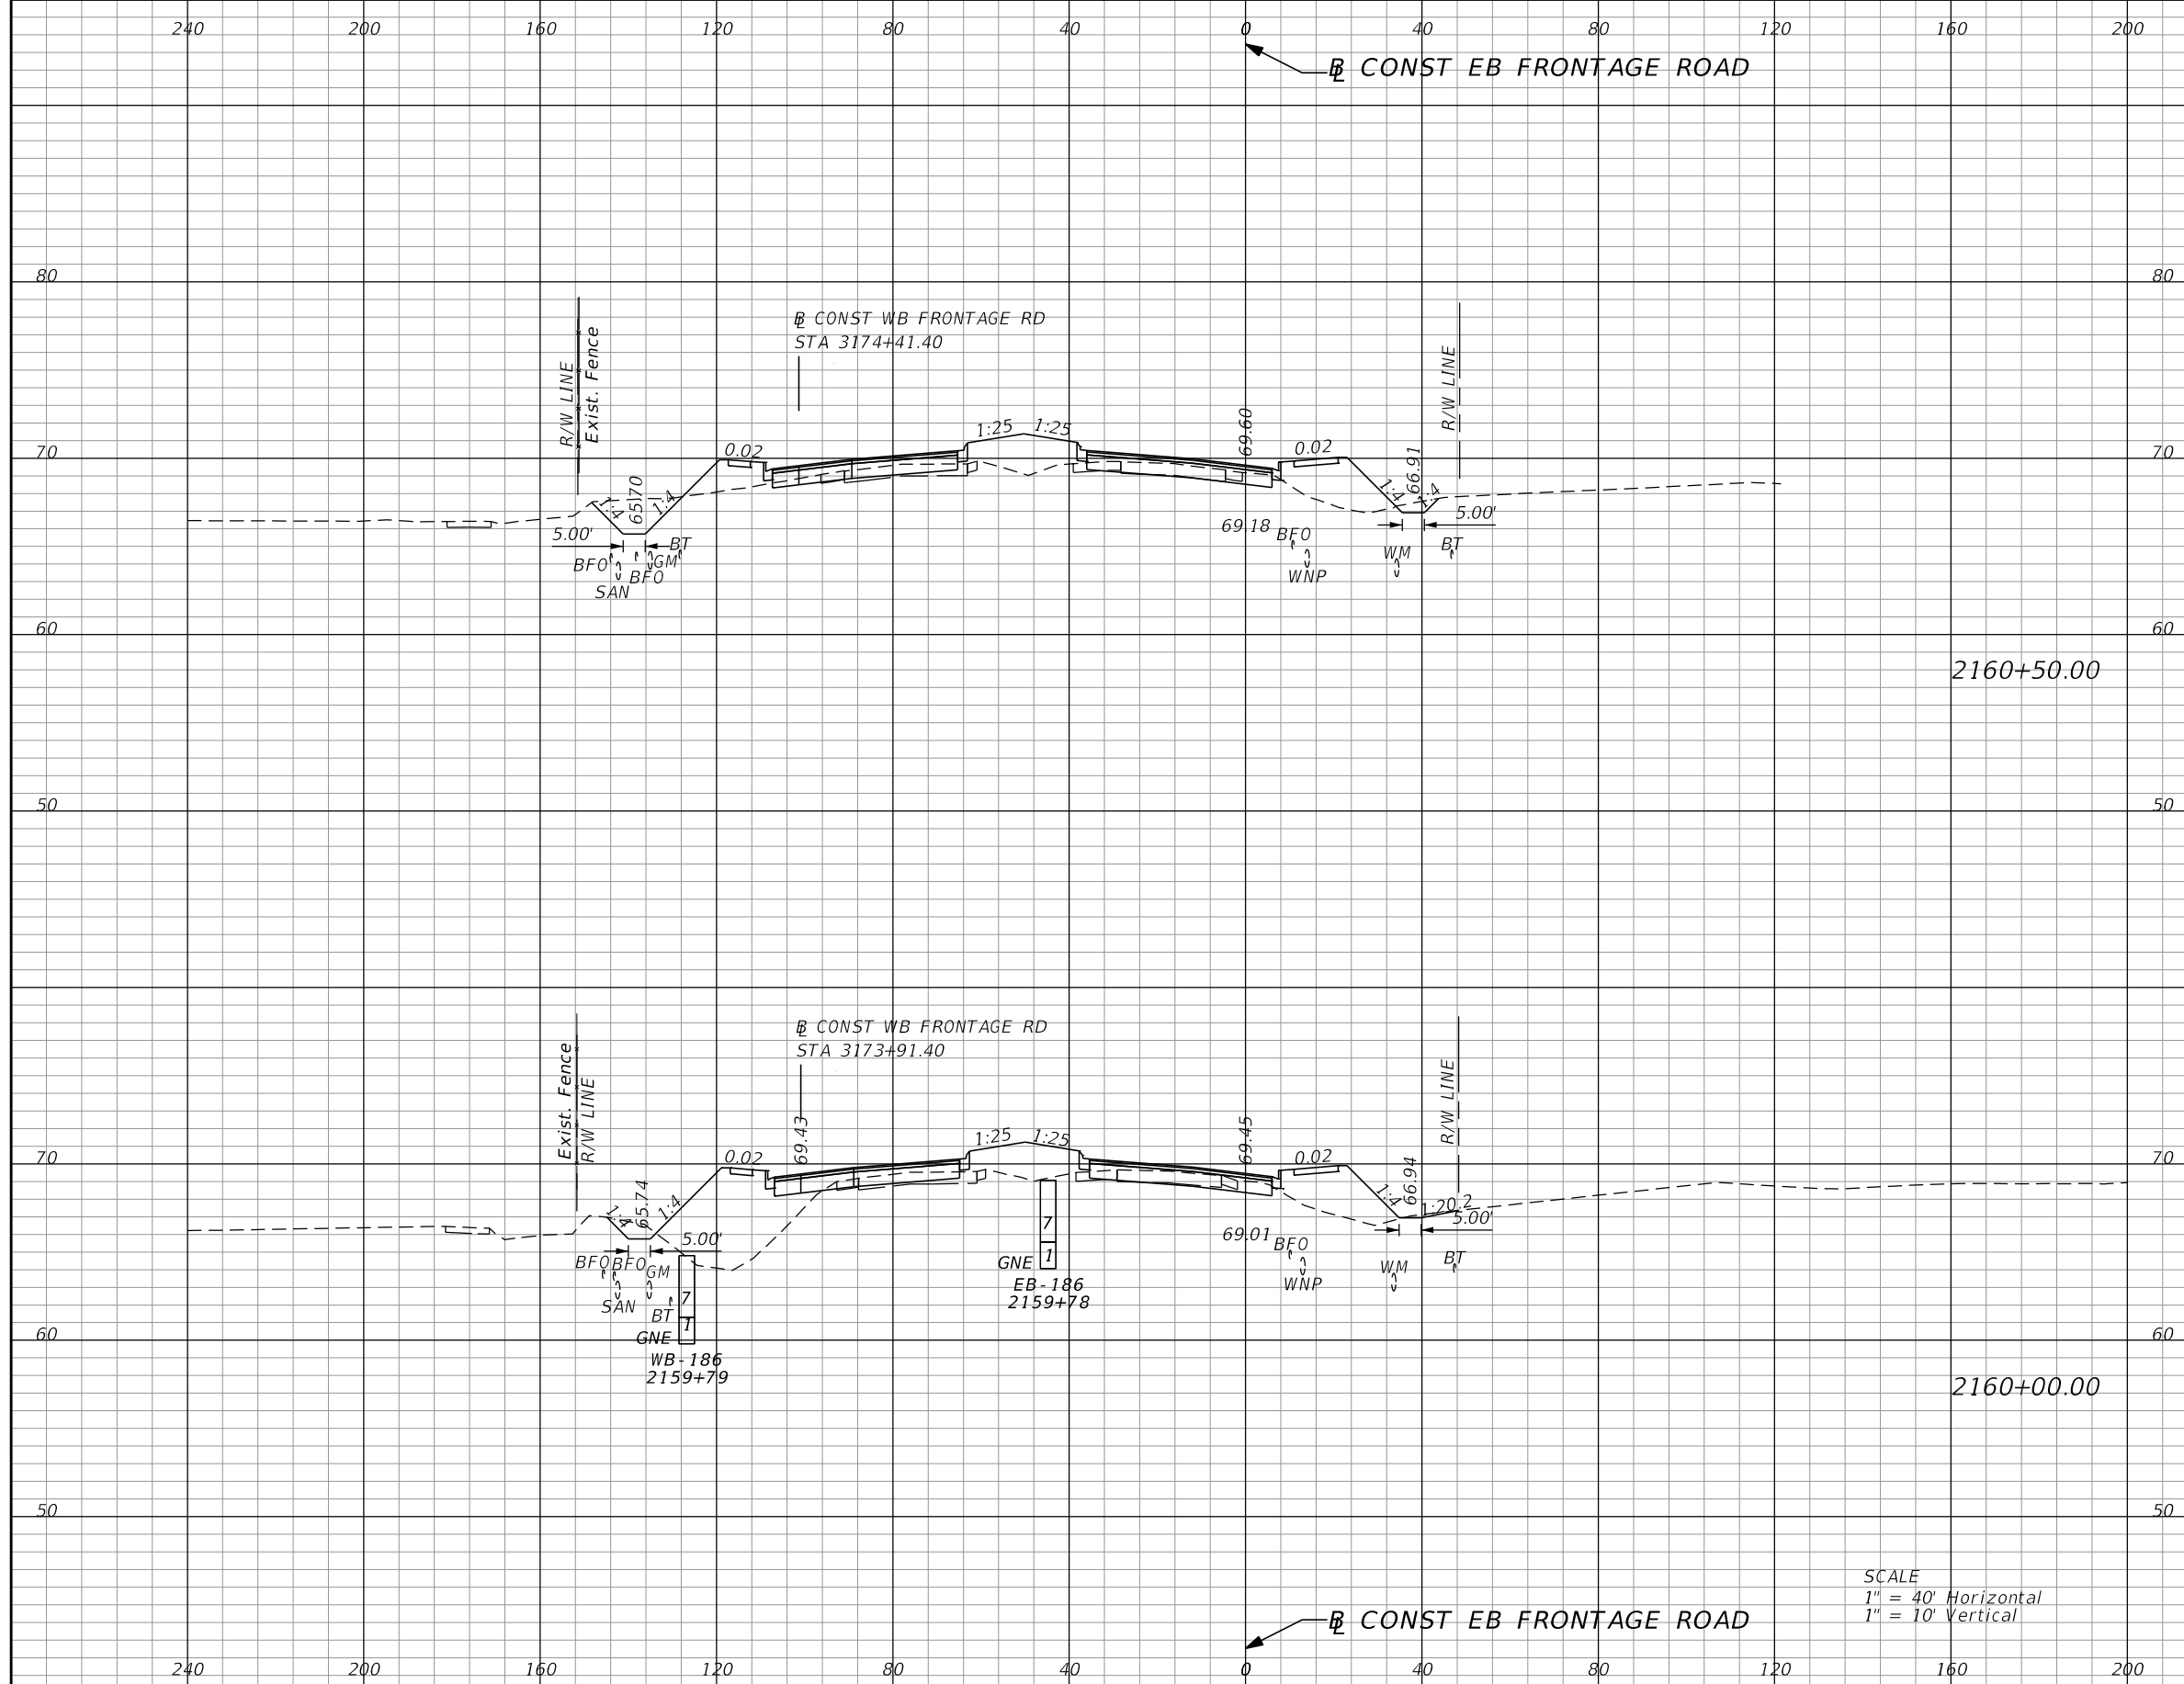 240 200 160 120 80 40 0 40 80 120 160 200
BL CONST EB FRONTAGE ROAD
80 80
BL CONST WB FRONTAGE RD
STA 3174+41.40
R/W LINE
Exist. Fence
R/W LINE
70 0.02 1:25 1:25 69.60 0.02 70
65.70 1:4 1:4 66.91 1:4 1:4
5.00' 69.18 5.00'
BFO SAN BFO GM BT BFO WNP WM BT
60 60
2160+50.00
50 50
BL CONST WB FRONTAGE RD
STA 3173+91.40
Exist. Fence
R/W LINE
R/W LINE
70 0.02 69.43 1:25 1:25 69.45 0.02 70
1:4 65.74 1:4 1:4 66.94 1:20.2
5.00' 69.01 5.00'
BFO BFO GM SAN BT BFO WNP WM BT
7
1
GNE
EB-186
2159+78
7
1
GNE
WB-186
2159+79
60 60
2160+00.00
50 50
SCALE
1" = 40' Horizontal
1" = 10' Vertical
BL CONST EB FRONTAGE ROAD
240 200 160 120 80 40 0 40 80 120 160 200